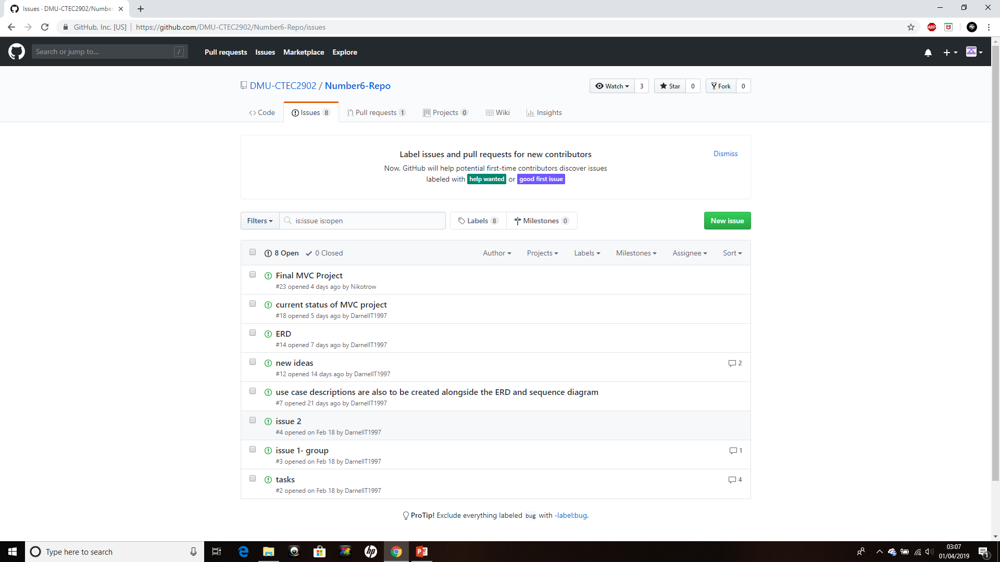 Issues · DMU-CTEC2902/Number
GitHub, Inc. [US] https://github.com/DMU-CTEC2902/Number6-Repo/issues
ABP
Search or jump to... /
Pull requests Issues Marketplace Explore
DMU-CTEC2902 / Number6-Repo
Watch 3 Star 0 Fork 0
Code Issues 8 Pull requests 1 Projects 0 Wiki Insights
Label issues and pull requests for new contributors
Dismiss
Now, GitHub will help potential first-time contributors discover issues
labeled with help wanted or good first issue
Filters is:issue is:open Labels 8 Milestones 0 New issue
8 Open 0 Closed Author Projects Labels Milestones Assignee Sort
Final MVC Project
#23 opened 4 days ago by Nikotrow
current status of MVC project
#18 opened 5 days ago by DarnellT1997
ERD
#14 opened 7 days ago by DarnellT1997
new ideas 2
#12 opened 14 days ago by DarnellT1997
use case descriptions are also to be created alongside the ERD and sequence diagram
#7 opened 21 days ago by DarnellT1997
issue 2
#4 opened on Feb 18 by DarnellT1997
issue 1- group 1
#3 opened on Feb 18 by DarnellT1997
tasks 4
#2 opened on Feb 18 by DarnellT1997
ProTip! Exclude everything labeled bug with -label:bug.
Type here to search
hp
03:07
01/04/2019
1